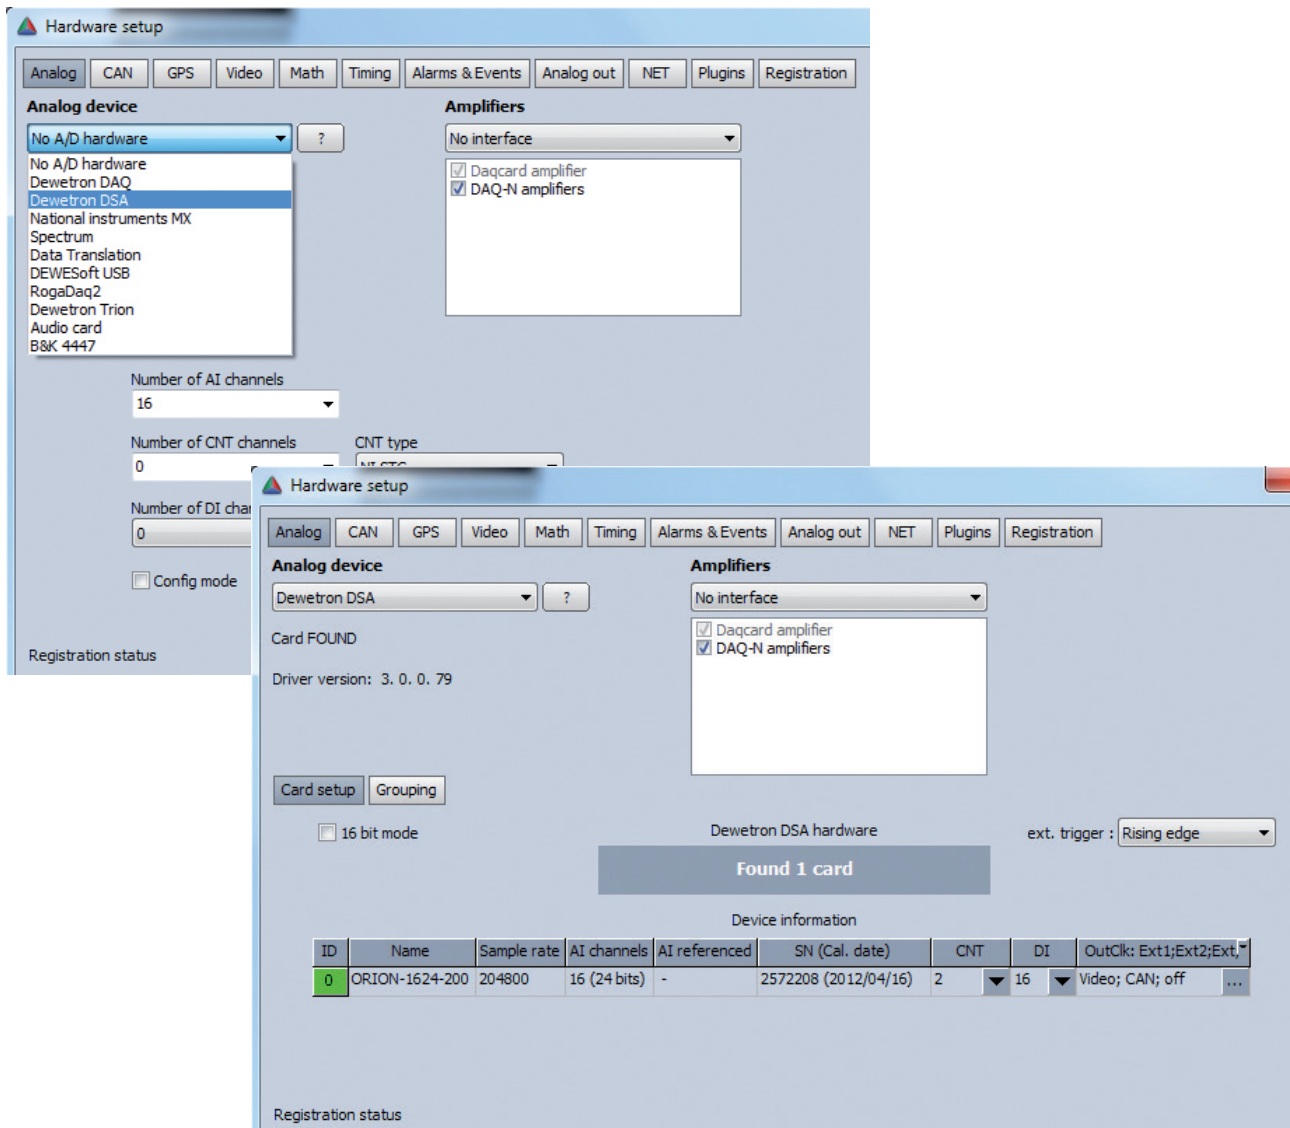 Hardware setup
Analog CAN GPS Video Math Timing Alarms & Events Analog out NET Plugins Registration
Analog device Amplifiers
No A/D hardware ? No interface
No A/D hardware
Dewetron DAQ
Dewetron DSA
National instruments MX
Spectrum
Data Translation
DEWESoft USB
RogaDaq2
Dewetron Trion
Audio card
B&K 4447
Daqcard amplifier
DAQ-N amplifiers
Number of AI channels
16
Number of CNT channels CNT type
0 NI STC
Number of DI char
0
Config mode
Registration status
Hardware setup
Analog CAN GPS Video Math Timing Alarms & Events Analog out NET Plugins Registration
Analog device Amplifiers
Dewetron DSA ? No interface
Card FOUND
Driver version: 3. 0. 0. 79
Daqcard amplifier
DAQ-N amplifiers
Card setup Grouping
16 bit mode Dewetron DSA hardware ext. trigger : Rising edge
Found 1 card
Device information
ID Name Sample rate AI channels AI referenced SN (Cal. date) CNT DI OutClk: Ext1;Ext2;Ext,
0 ORION-1624-200 204800 16 (24 bits) - 2572208 (2012/04/16) 2 16 Video; CAN; off ...
Registration status